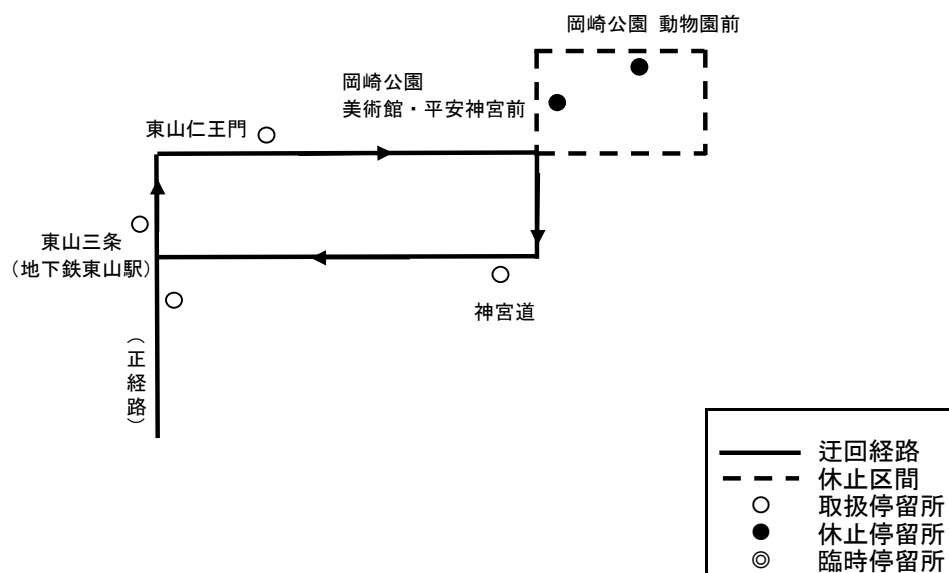 岡崎公園 動物園前
岡崎公園
美術館・平安神宮前
東山仁王門
東山三条
（地下鉄東山駅）
神宮道
（正経路）
迂回経路
休止区間
取扱停留所
休止停留所
臨時停留所